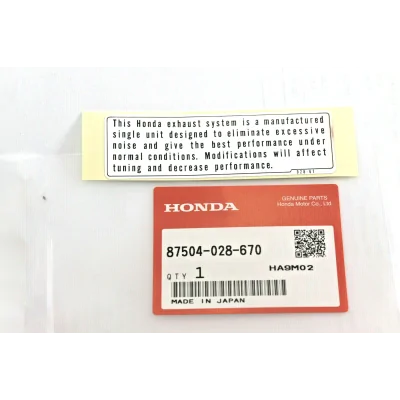 This Honda exhaust system is a manufactured
single unit designed to eliminate excessive
noise and give the best performance under
normal conditions. Modifications will affect
tuning and decrease performance.
HONDA
GENUINE PARTS
Honda Motor Co., Ltd
87504-028-670
QTY 1
HA9M02
MADE IN JAPAN